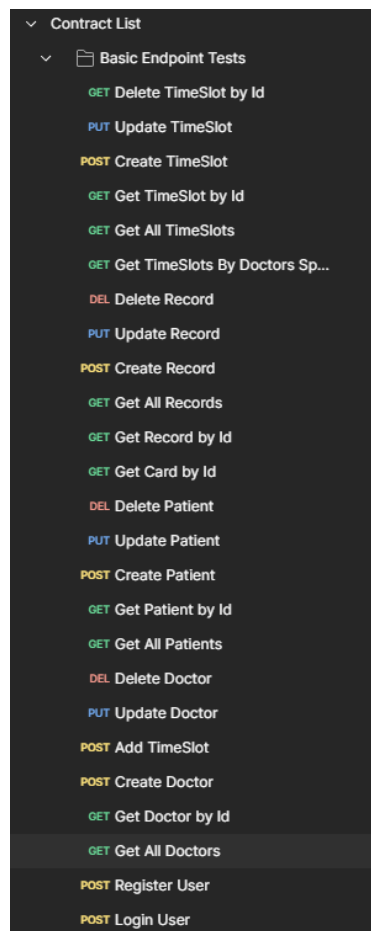 Contract List
Basic Endpoint Tests
GET Delete TimeSlot by Id
PUT Update TimeSlot
POST Create TimeSlot
GET Get TimeSlot by Id
GET Get All TimeSlots
GET Get TimeSlots By Doctors Sp...
DEL Delete Record
PUT Update Record
POST Create Record
GET Get All Records
GET Get Record by Id
GET Get Card by Id
DEL Delete Patient
PUT Update Patient
POST Create Patient
GET Get Patient by Id
GET Get All Patients
DEL Delete Doctor
PUT Update Doctor
POST Add TimeSlot
POST Create Doctor
GET Get Doctor by Id
GET Get All Doctors
POST Register User
POST Login User